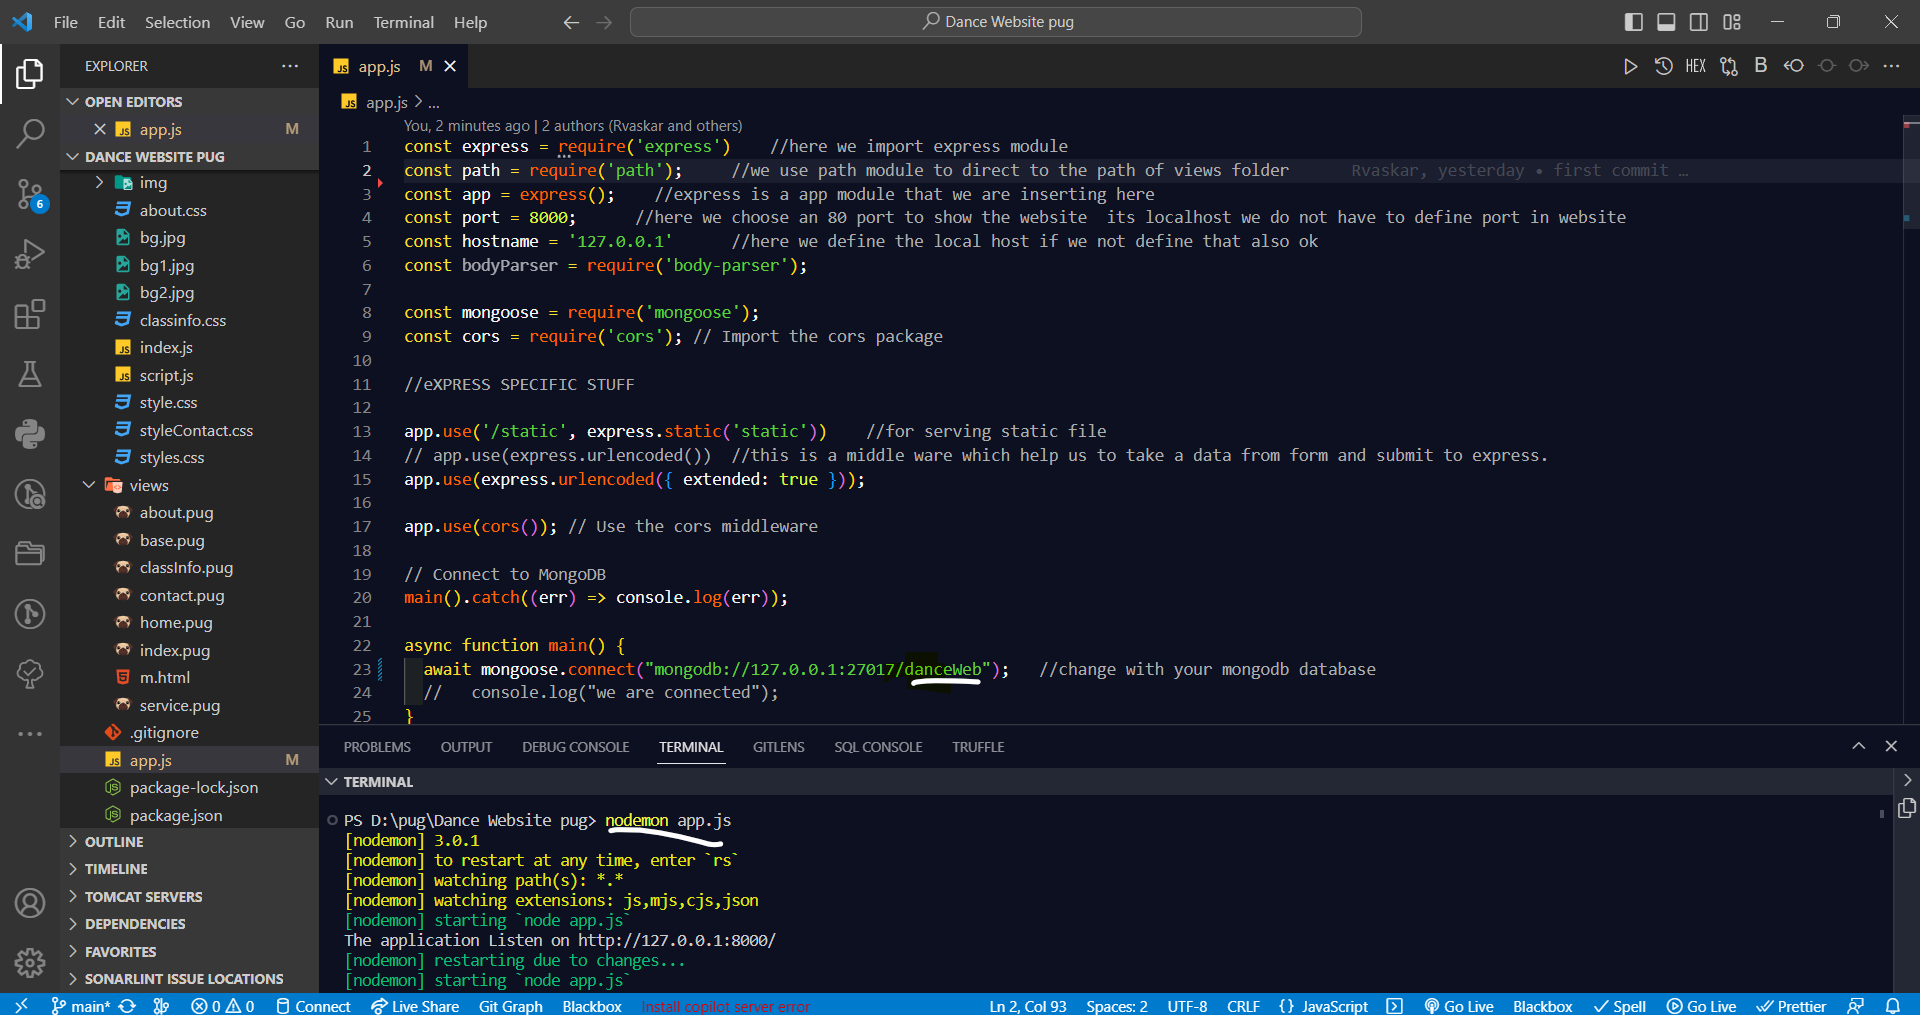 File Edit Selection View Go Run Terminal Help
Dance Website pug
EXPLORER
OPEN EDITORS
app.js M
DANCE WEBSITE PUG
img
about.css
bg.jpg
bg1.jpg
bg2.jpg
classinfo.css
index.js
script.js
style.css
styleContact.css
styles.css
views
about.pug
base.pug
classInfo.pug
contact.pug
home.pug
index.pug
m.html
service.pug
.gitignore
app.js M
package-lock.json
package.json
OUTLINE
TIMELINE
TOMCAT SERVERS
DEPENDENCIES
FAVORITES
SONARLINT ISSUE LOCATIONS
6
app.js M
HEX B
app.js > ...
You, 2 minutes ago | 2 authors (Rvaskar and others)
1 const express = require('express') //here we import express module
2 const path = require('path'); //we use path module to direct to the path of views folder Rvaskar, yesterday • first commit …
3 const app = express(); //express is a app module that we are inserting here
4 const port = 8000; //here we choose an 80 port to show the website its localhost we do not have to define port in website
5 const hostname = '127.0.0.1' //here we define the local host if we not define that also ok
6 const bodyParser = require('body-parser');
7
8 const mongoose = require('mongoose');
9 const cors = require('cors'); // Import the cors package
10
11 //eXPRESS SPECIFIC STUFF
12
13 app.use('/static', express.static('static')) //for serving static file
14 // app.use(express.urlencoded()) //this is a middle ware which help us to take a data from form and submit to express.
15 app.use(express.urlencoded({ extended: true }));
16
17 app.use(cors()); // Use the cors middleware
18
19 // Connect to MongoDB
20 main().catch((err) => console.log(err));
21
22 async function main() {
23 await mongoose.connect("mongodb://127.0.0.1:27017/danceWeb"); //change with your mongodb database
24 // console.log("we are connected");
25 }
PROBLEMS OUTPUT DEBUG CONSOLE TERMINAL GITLENS SQL CONSOLE TRUFFLE
TERMINAL
PS D:\pug\Dance Website pug> nodemon app.js
[nodemon] 3.0.1
[nodemon] to restart at any time, enter `rs`
[nodemon] watching path(s): *.*
[nodemon] watching extensions: js,mjs,cjs,json
[nodemon] starting `node app.js`
The application Listen on http://127.0.0.1:8000/
[nodemon] restarting due to changes...
[nodemon] starting `node app.js`
main* 0 0 Connect Live Share Git Graph Blackbox Install copilot server error Ln 2, Col 93 Spaces: 2 UTF-8 CRLF {} JavaScript Go Live Blackbox Spell Go Live Prettier